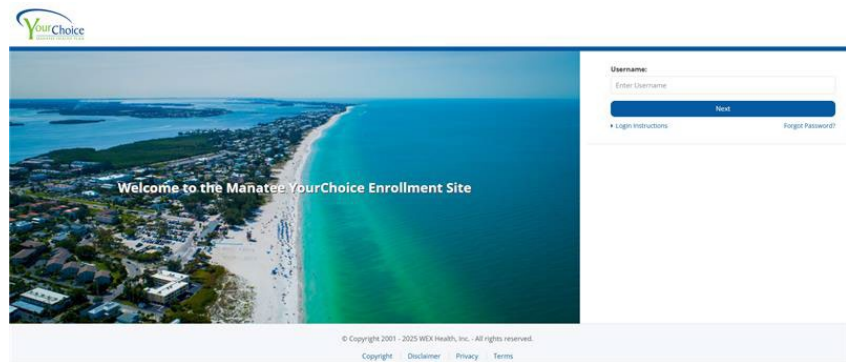 YourChoice
Username:
Enter Username
Next
Login Instructions
Forgot Password?
Welcome to the Manatee YourChoice Enrollment Site
© Copyright 2001 - 2025 WEX Health, Inc. - All rights reserved.
Copyright
Disclaimer
Privacy
Terms